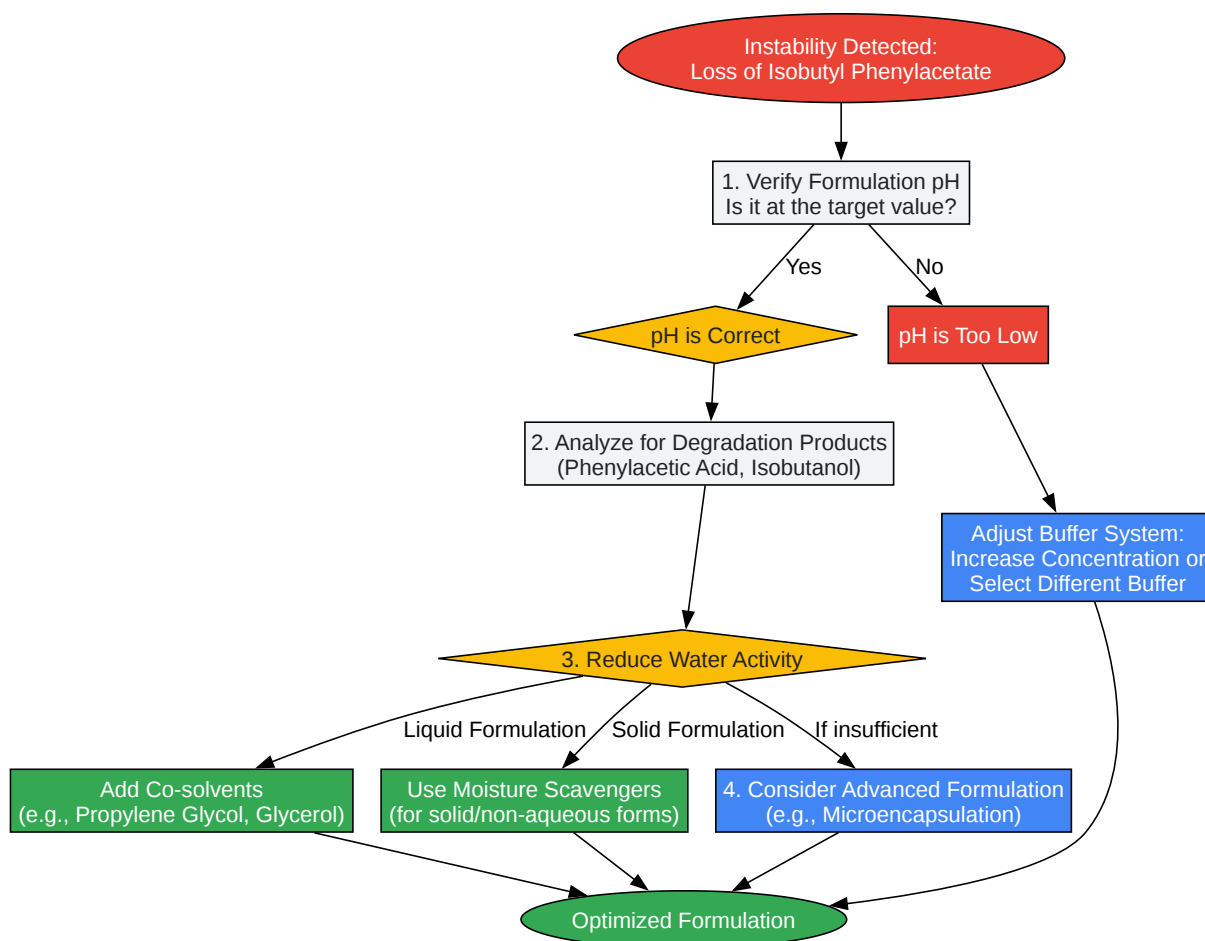 Instability Detected:
Loss of Isobutyl Phenylacetate
1. Verify Formulation pH
Is it at the target value?
Yes
No
pH is Correct
pH is Too Low
2. Analyze for Degradation Products
(Phenylacetic Acid, Isobutanol)
Adjust Buffer System:
Increase Concentration or
Select Different Buffer
3. Reduce Water Activity
Liquid Formulation
Solid Formulation
If insufficient
Add Co-solvents
(e.g., Propylene Glycol, Glycerol)
Use Moisture Scavengers
(for solid/non-aqueous forms)
4. Consider Advanced Formulation
(e.g., Microencapsulation)
Optimized Formulation